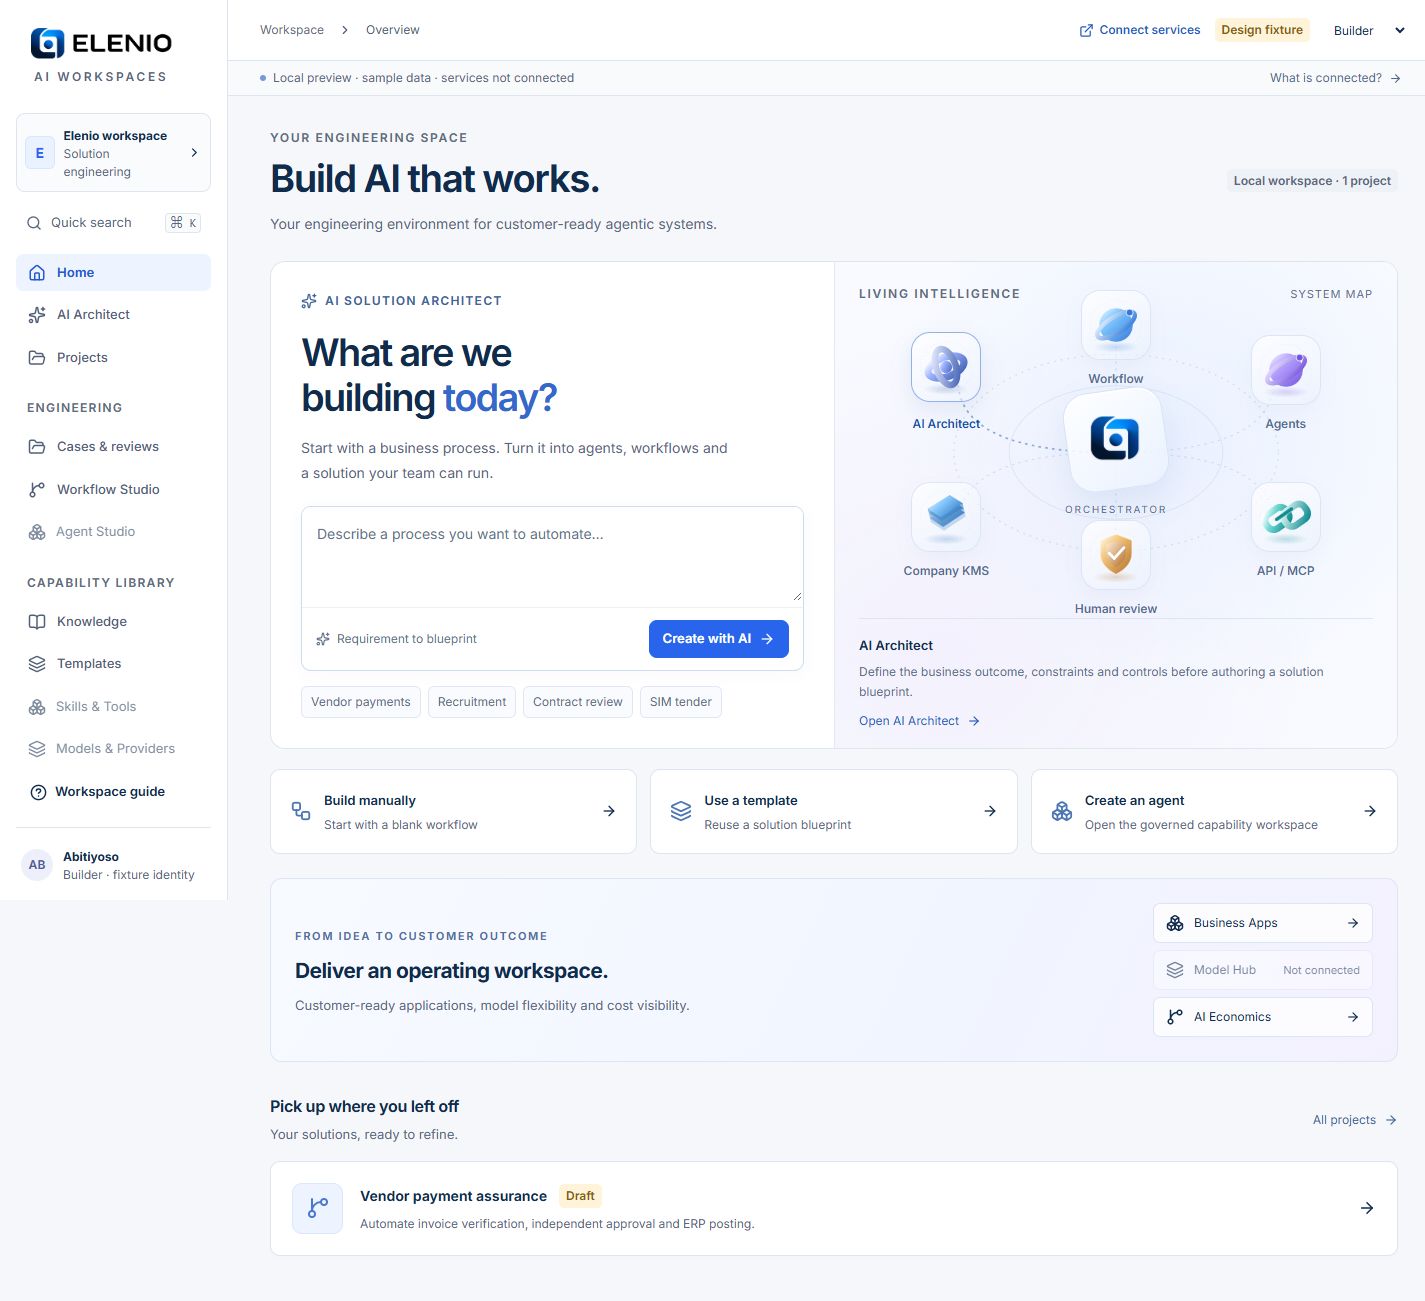 ELENIO
AI WORKSPACES
E
Elenio workspace
Solution
engineering
Quick search
⌘ K
Home
AI Architect
Projects
ENGINEERING
Cases & reviews
Workflow Studio
Agent Studio
CAPABILITY LIBRARY
Knowledge
Templates
Skills & Tools
Models & Providers
Workspace guide
AB
Abitiyoso
Builder · fixture identity
Workspace > Overview
Connect services
Design fixture
Builder
Local preview · sample data · services not connected
What is connected?
YOUR ENGINEERING SPACE
Build AI that works.
Your engineering environment for customer-ready agentic systems.
Local workspace · 1 project
AI SOLUTION ARCHITECT
What are we
building today?
Start with a business process. Turn it into agents, workflows and
a solution your team can run.
Describe a process you want to automate...
Requirement to blueprint
Create with AI
Vendor payments
Recruitment
Contract review
SIM tender
LIVING INTELLIGENCE
SYSTEM MAP
Workflow
AI Architect
Agents
ORCHESTRATOR
Company KMS
Human review
API / MCP
AI Architect
Define the business outcome, constraints and controls before authoring a solution
blueprint.
Open AI Architect
Build manually
Start with a blank workflow
Use a template
Reuse a solution blueprint
Create an agent
Open the governed capability workspace
FROM IDEA TO CUSTOMER OUTCOME
Deliver an operating workspace.
Customer-ready applications, model flexibility and cost visibility.
Business Apps
Model Hub
Not connected
AI Economics
Pick up where you left off
Your solutions, ready to refine.
All projects
Vendor payment assurance
Draft
Automate invoice verification, independent approval and ERP posting.